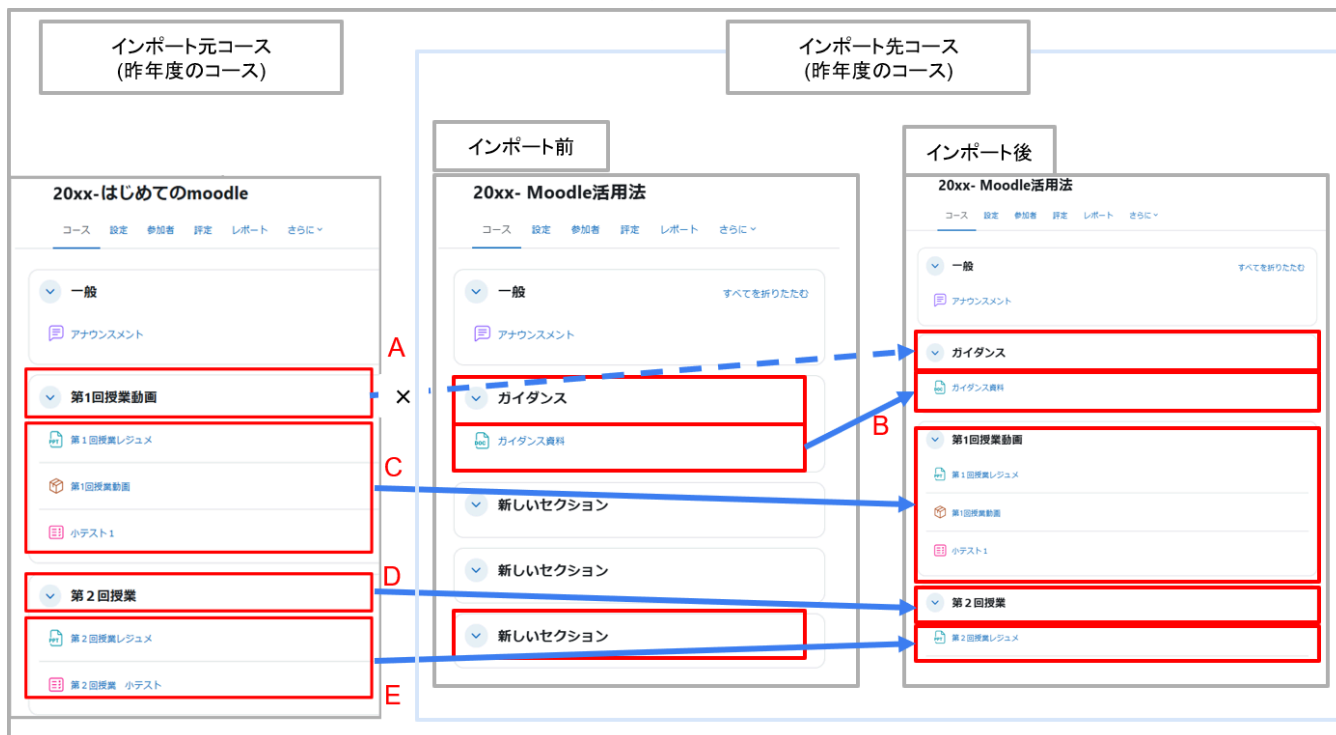 インポート元コース
(昨年度のコース)
インポート先コース
(昨年度のコース)
インポート前
インポート後
20xx-はじめてのmoodle
コース 設定 参加者 評定 レポート さらに
一般
アナウンスメント
A
第1回授業動画
×
PPT 第１回授業レジュメ
C
第1回授業動画
小テスト1
D
第２回授業
PPT 第２回授業レジュメ
第２回授業 小テスト
E
20xx- Moodle活用法
コース 設定 参加者 評定 レポート さらに
一般 すべてを折りたたむ
アナウンスメント
ガイダンス
DOC ガイダンス資料
B
新しいセクション
新しいセクション
新しいセクション
20xx- Moodle活用法
コース 設定 参加者 評定 レポート さらに
一般 すべてを折りたたむ
アナウンスメント
ガイダンス
DOC ガイダンス資料
第1回授業動画
PPT 第１回授業レジュメ
第1回授業動画
小テスト1
第２回授業
PPT 第２回授業レジュメ